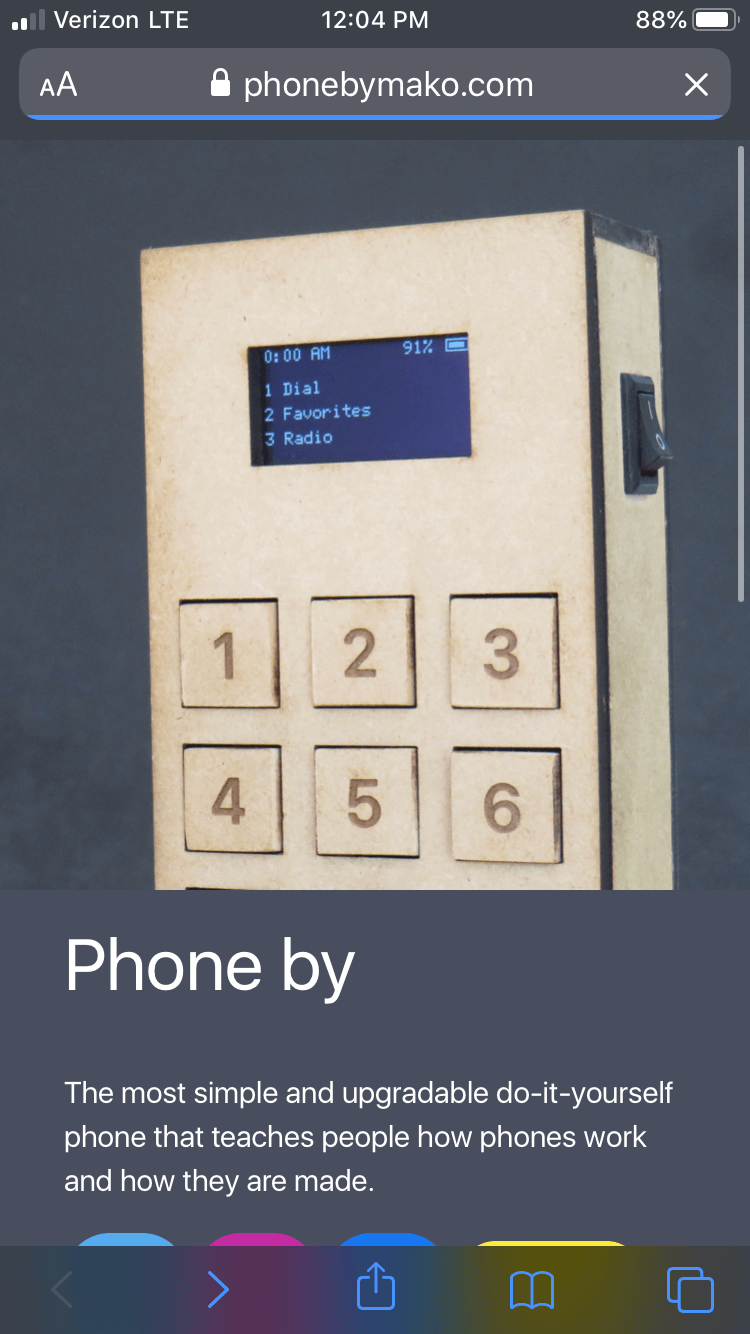 Verizon LTE 12:04 PM 88%
AA phonebymako.com
0:00 AM 91%
1 Dial
2 Favorites
3 Radio
1 2 3
4 5 6
Phone by
The most simple and upgradable do-it-yourself
phone that teaches people how phones work
and how they are made.